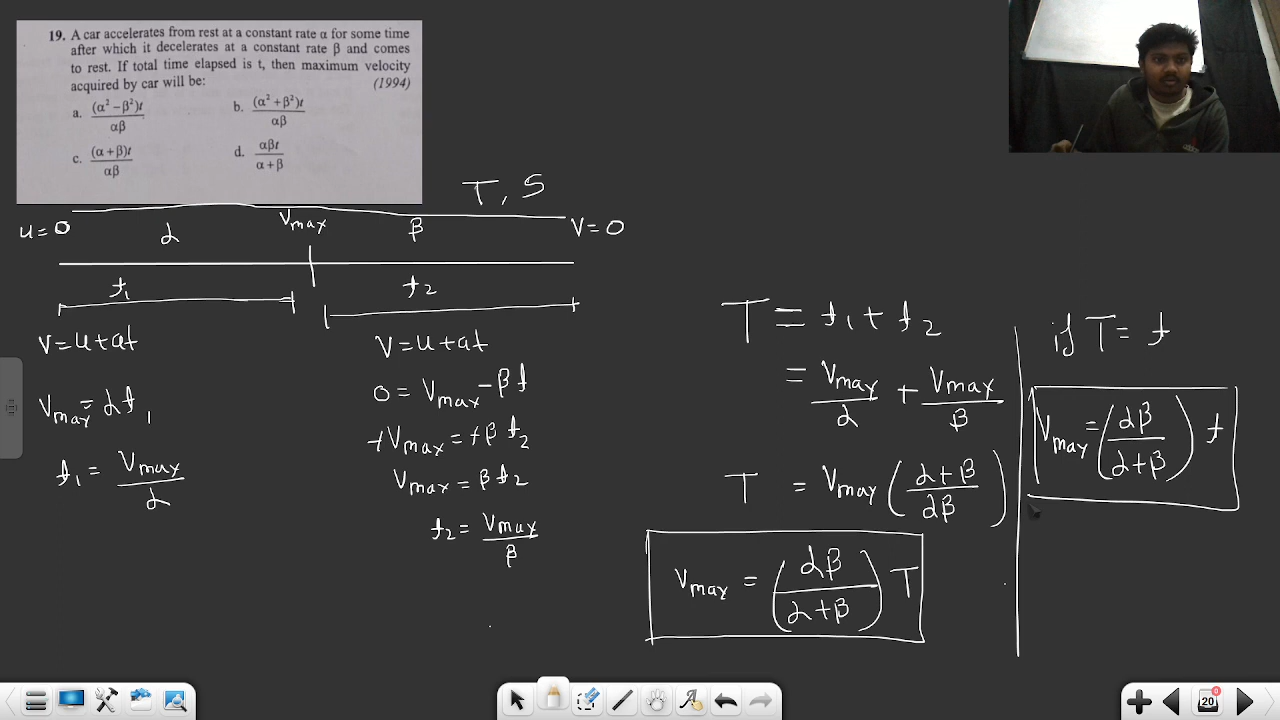 19. A car accelerates from rest at a constant rate α for some time
after which it decelerates at a constant rate β and comes
to rest. If total time elapsed is t, then maximum velocity
acquired by car will be: (1994)
a. (α² – β²)t / αβ b. (α² + β²)t / αβ
c. (α + β)t / αβ d. αβt / α + β
T, S
u = 0 α Vmax β V = 0
t₁ t₂
V = u + at
Vmax = αt₁
t₁ = Vmax / α
V = u + at
0 = Vmax – βt
+Vmax = +βt₂
Vmax = βt₂
t₂ = Vmax / β
T = t₁ + t₂
= Vmax / α + Vmax / β
T = Vmax (α + β / αβ)
Vmax = (αβ / α + β) T
if T = t
Vmax = (αβ / α + β) t
20
0